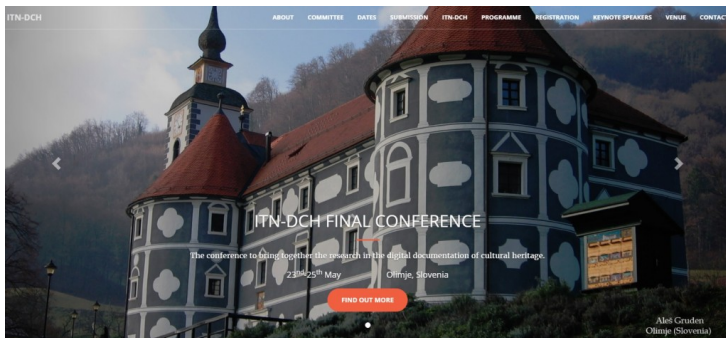 ITN-DCH
ABOUT COMMITTEE DATES SUBMISSION ITN-DCH PROGRAMME REGISTRATION KEYNOTE SPEAKERS VENUE CONTACT
ITN-DCH FINAL CONFERENCE
The conference to bring together the research in the digital documentation of cultural heritage.
23rd-25th May Olimje, Slovenia
FIND OUT MORE
Aleš Gruden
Olimje (Slovenia)